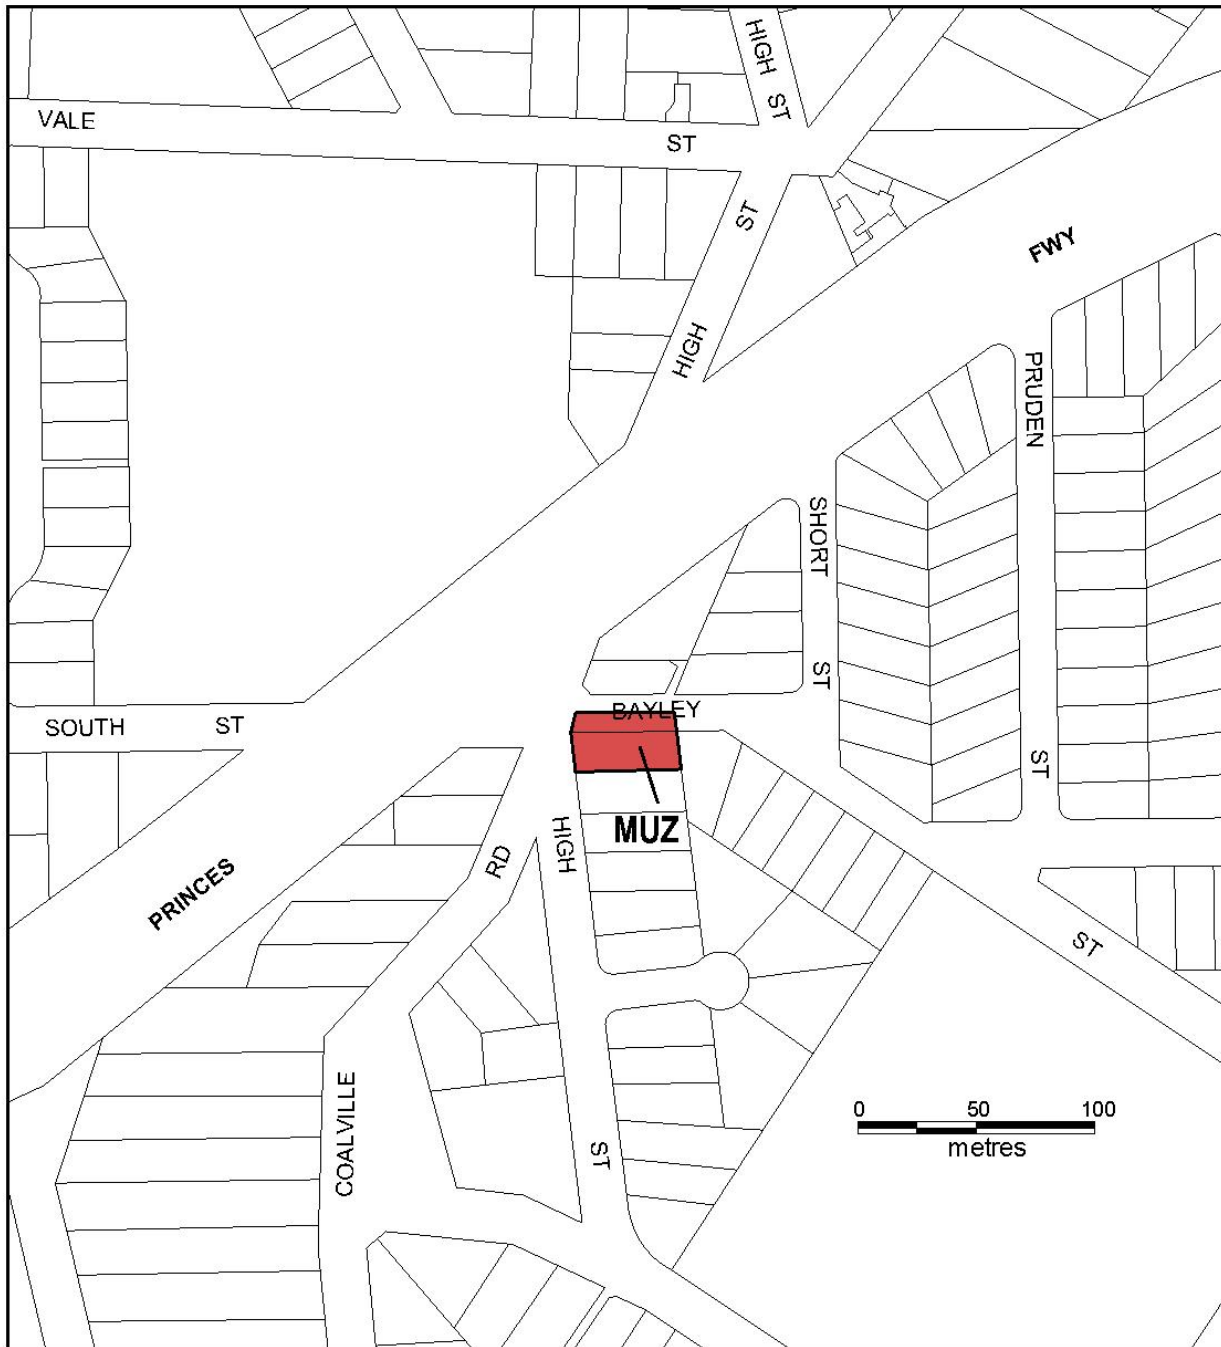 HIGH
ST
VALE
ST
ST
FWY
HIGH
PRUDEN
SHORT
ST
BAYLEY
SOUTH ST
ST
MUZ
HIGH
RD
PRINCES
ST
COALVILLE
ST
0 50 100
metres